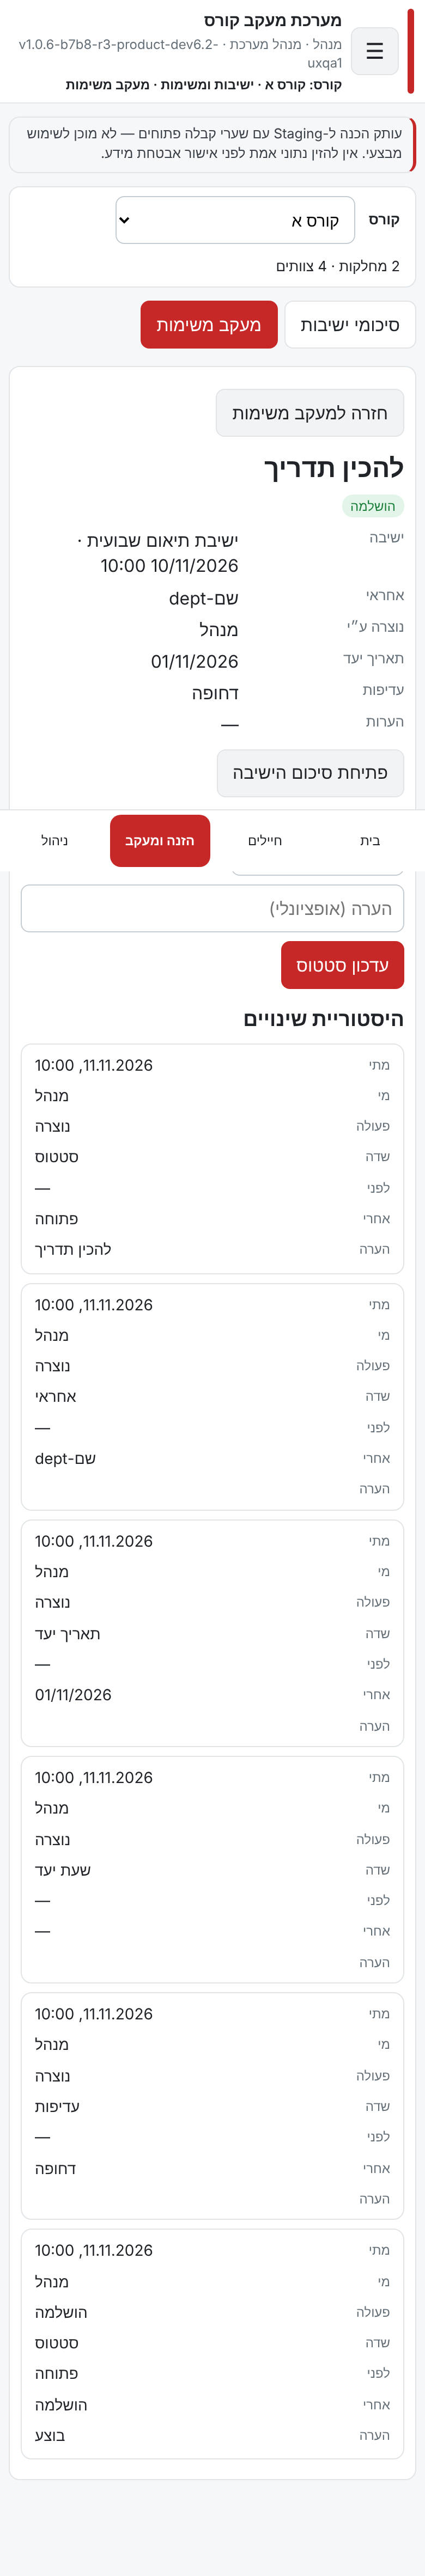 מערכת מעקב קורס
מנהל · מנהל מערכת · v1.0.6-b7b8-r3-product-dev6.2-
uxqa1
קורס: קורס א · ישיבות ומשימות · מעקב משימות
☰
עותק הכנה ל-Staging עם שערי קבלה פתוחים — לא מוכן לשימוש
מבצעי. אין להזין נתוני אמת לפני אישור אבטחת מידע.
קורס קורס א
2 מחלקות · 4 צוותים
סיכומי ישיבות מעקב משימות
חזרה למעקב משימות
להכין תדריך
הושלמה
ישיבה ישיבת תיאום שבועית ·
10/11/2026 10:00
אחראי שם-dept
נוצרה ע״י מנהל
תאריך יעד 01/11/2026
עדיפות דחופה
הערות —
פתיחת סיכום הישיבה
בית חיילים הזנה ומעקב ניהול
הערה (אופציונלי)
עדכון סטטוס
היסטוריית שינויים
מתי 11.11.2026, 10:00
מי מנהל
פעולה נוצרה
שדה סטטוס
לפני —
אחרי פתוחה
הערה להכין תדריך
מתי 11.11.2026, 10:00
מי מנהל
פעולה נוצרה
שדה אחראי
לפני —
אחרי שם-dept
הערה
מתי 11.11.2026, 10:00
מי מנהל
פעולה נוצרה
שדה תאריך יעד
לפני —
אחרי 01/11/2026
הערה
מתי 11.11.2026, 10:00
מי מנהל
פעולה נוצרה
שדה שעת יעד
לפני —
אחרי —
הערה
מתי 11.11.2026, 10:00
מי מנהל
פעולה נוצרה
שדה עדיפות
לפני —
אחרי דחופה
הערה
מתי 11.11.2026, 10:00
מי מנהל
פעולה הושלמה
שדה סטטוס
לפני פתוחה
אחרי הושלמה
הערה בוצע